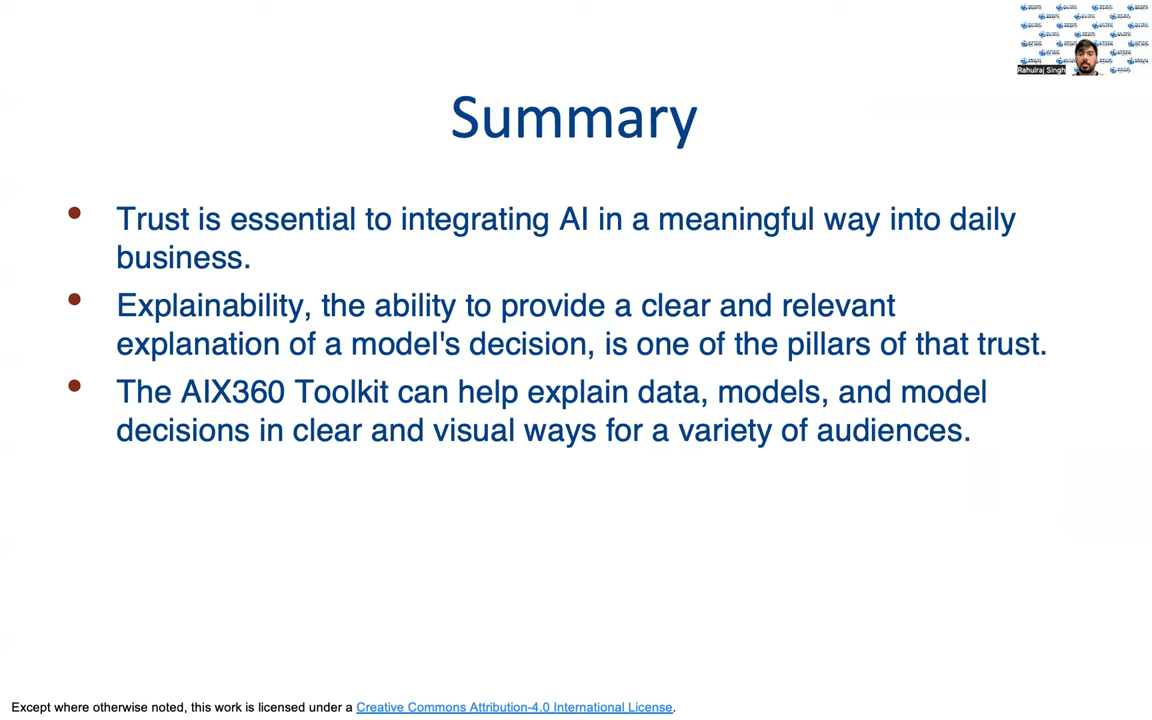 Rahulraj Singh
Summary
• Trust is essential to integrating AI in a meaningful way into daily
business.
• Explainability, the ability to provide a clear and relevant
explanation of a model's decision, is one of the pillars of that trust.
• The AIX360 Toolkit can help explain data, models, and model
decisions in clear and visual ways for a variety of audiences.
Except where otherwise noted, this work is licensed under a Creative Commons Attribution-4.0 International License.